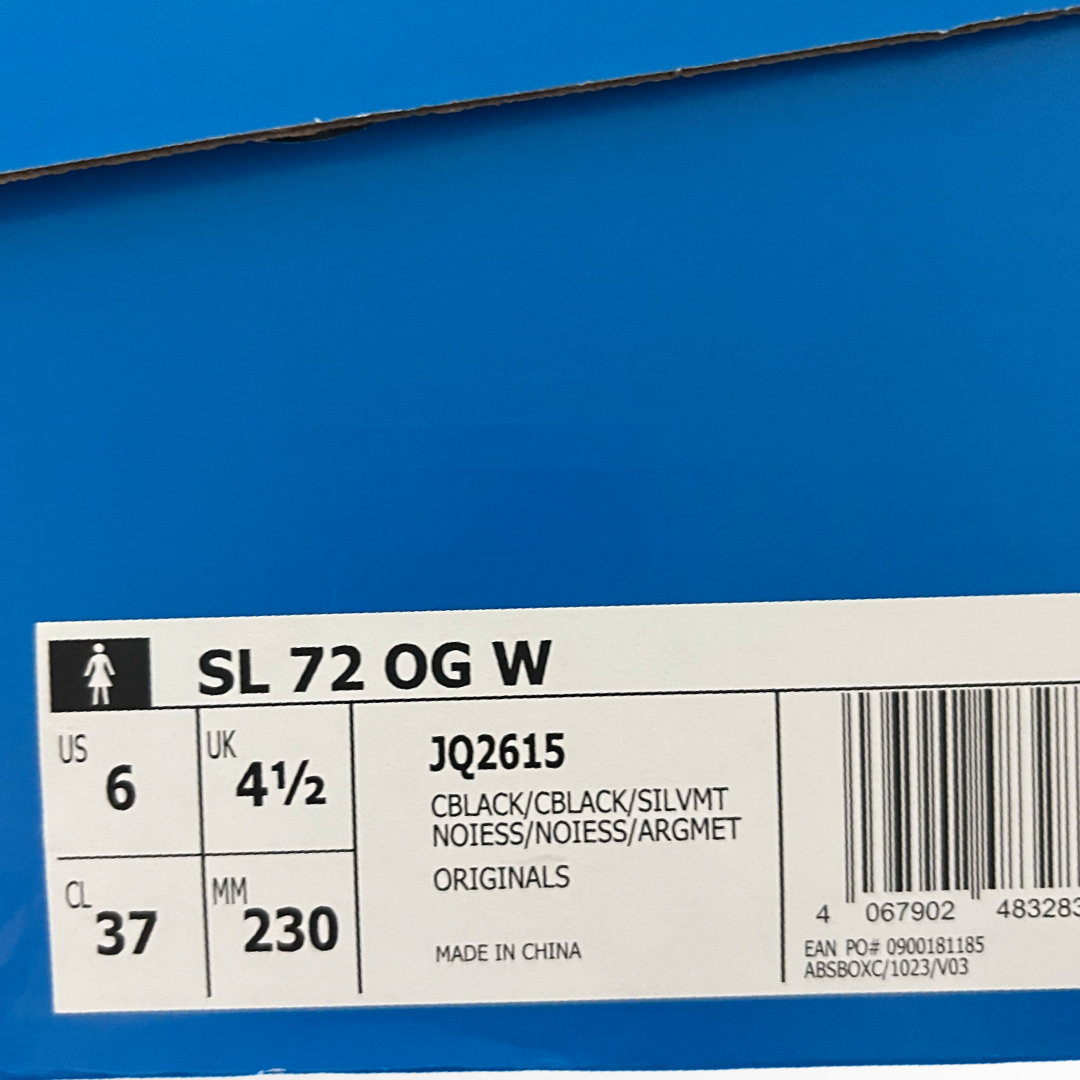 SL 72 OG W
US 6 UK 4½
CL 37 MM 230
JQ2615
CBLACK/CBLACK/SILVMT
NOIESS/NOIESS/ARGMET
ORIGINALS
MADE IN CHINA
4 067902 483283
EAN PO# 0900181185
ABSBOXC/1023/V03